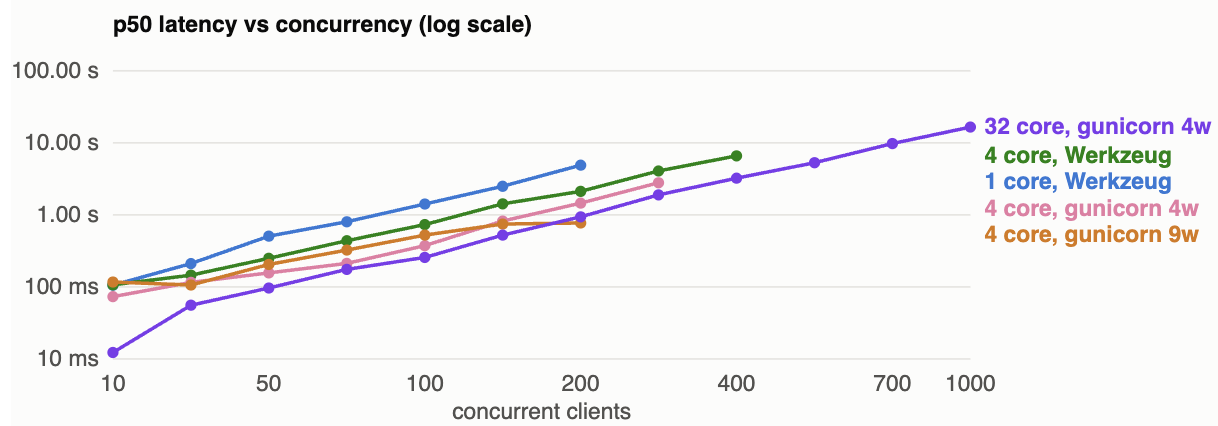 p50 latency vs concurrency (log scale)
100.00 s
10.00 s
1.00 s
100 ms
10 ms
10 50 100 200 400 700 1000
concurrent clients
32 core, gunicorn 4w
4 core, Werkzeug
1 core, Werkzeug
4 core, gunicorn 4w
4 core, gunicorn 9w